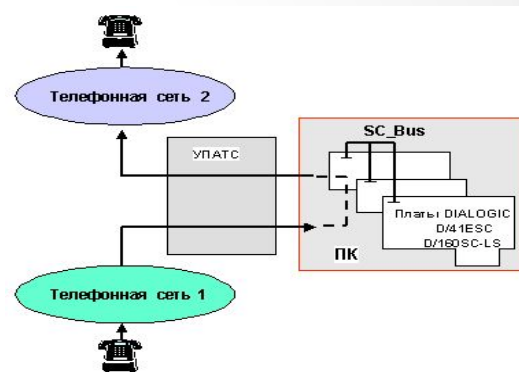 Телефонная сеть 2
SC_Bus
УПАТС
Платы DIALOGIC
D/41ESC
D/160SC-LS
ПК
Телефонная сеть 1